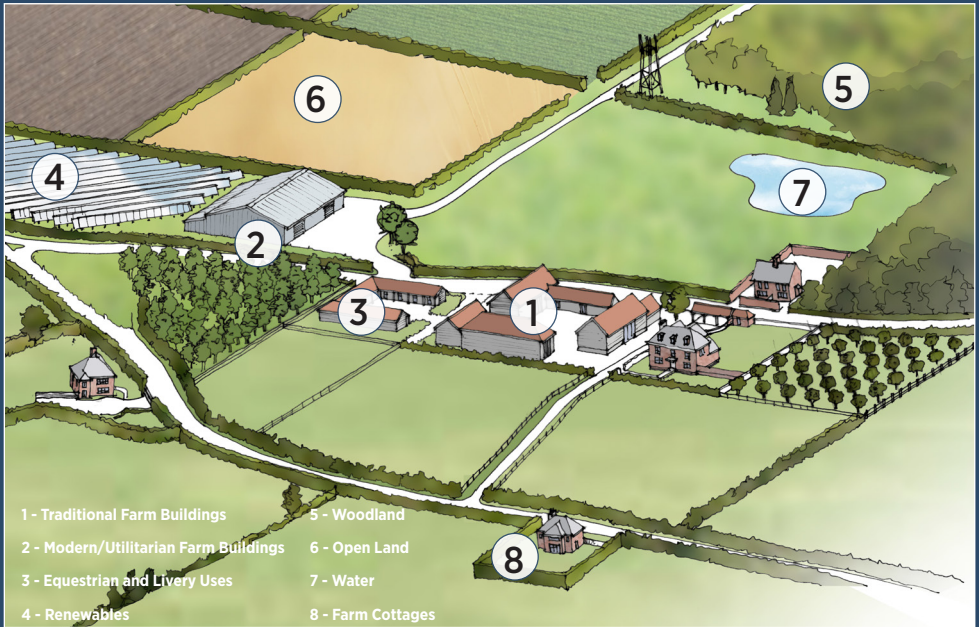 6
5
4
7
2
3
1
8
1 - Traditional Farm Buildings
2 - Modern/Utilitarian Farm Buildings
3 - Equestrian and Livery Uses
4 - Renewables
5 - Woodland
6 - Open Land
7 - Water
8 - Farm Cottages